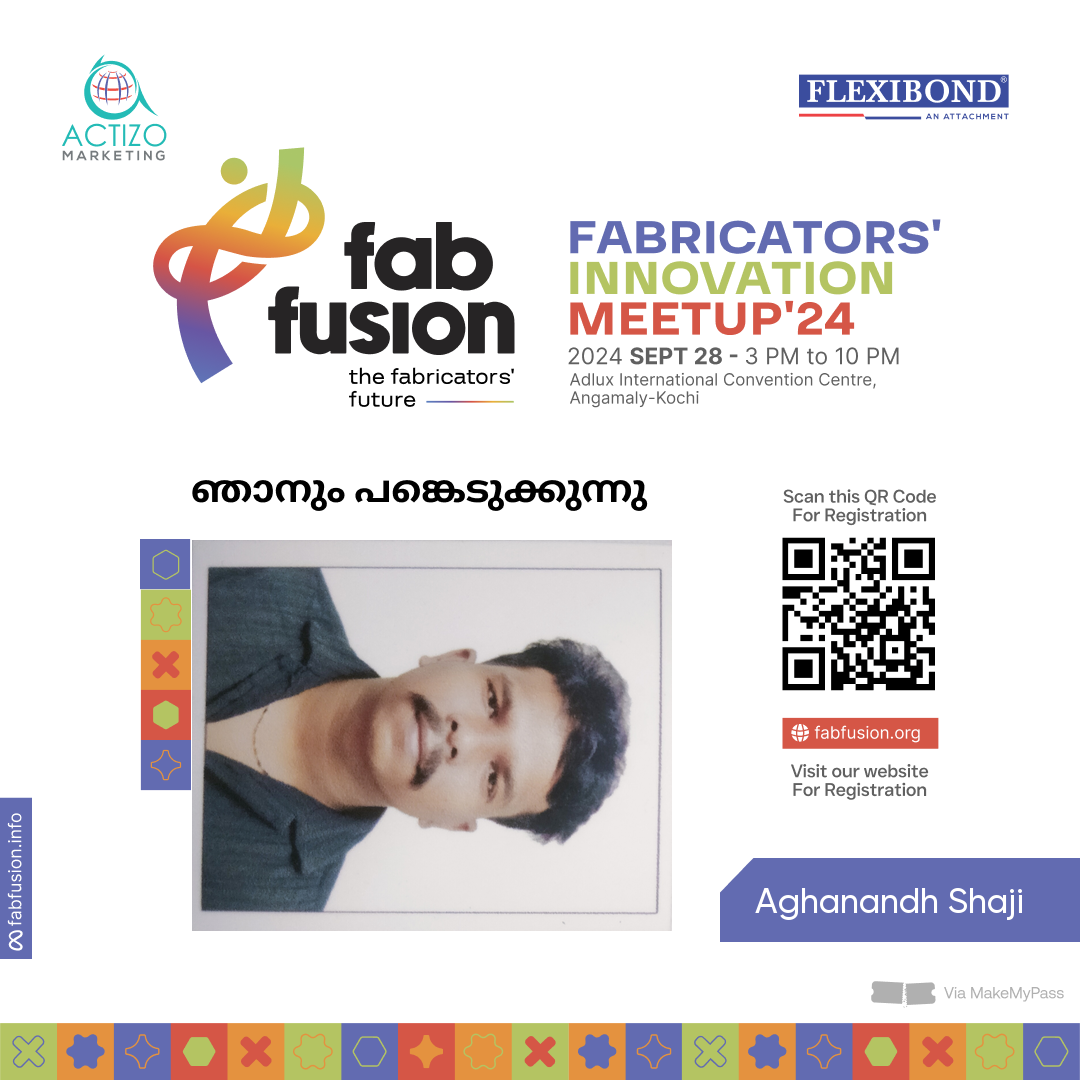 ACTIZO
MARKETING
FLEXIBOND®
AN ATTACHMENT
fab
fusion
the fabricators'
future
FABRICATORS'
INNOVATION
MEETUP'24
2024 SEPT 28 - 3 PM to 10 PM
Adlux International Convention Centre,
Angamaly-Kochi
ഞാനും പങ്കെടുക്കുന്നു
Scan this QR Code
For Registration
fabfusion.org
Visit our website
For Registration
fabfusion.info
Aghanandh Shaji
Via MakeMyPass